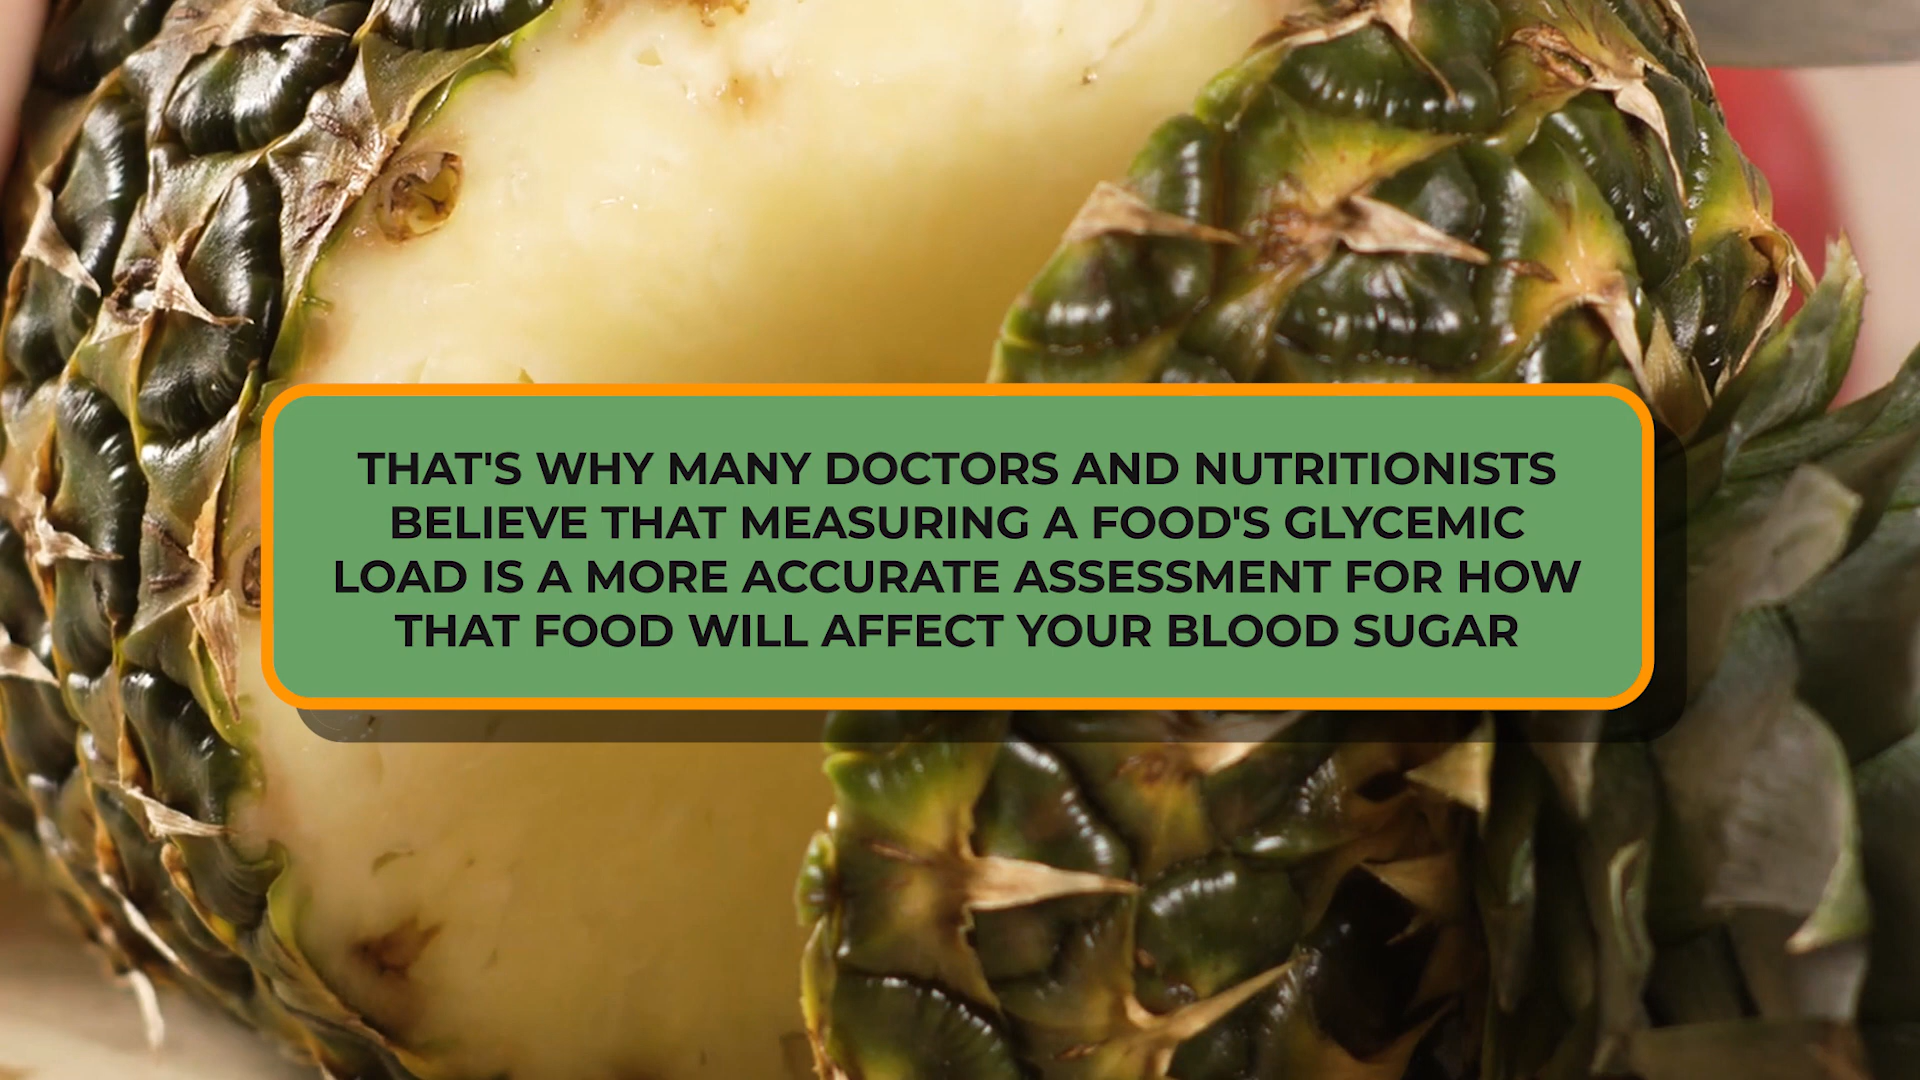 THAT'S WHY MANY DOCTORS AND NUTRITIONISTS
BELIEVE THAT MEASURING A FOOD'S GLYCEMIC
LOAD IS A MORE ACCURATE ASSESSMENT FOR HOW
THAT FOOD WILL AFFECT YOUR BLOOD SUGAR